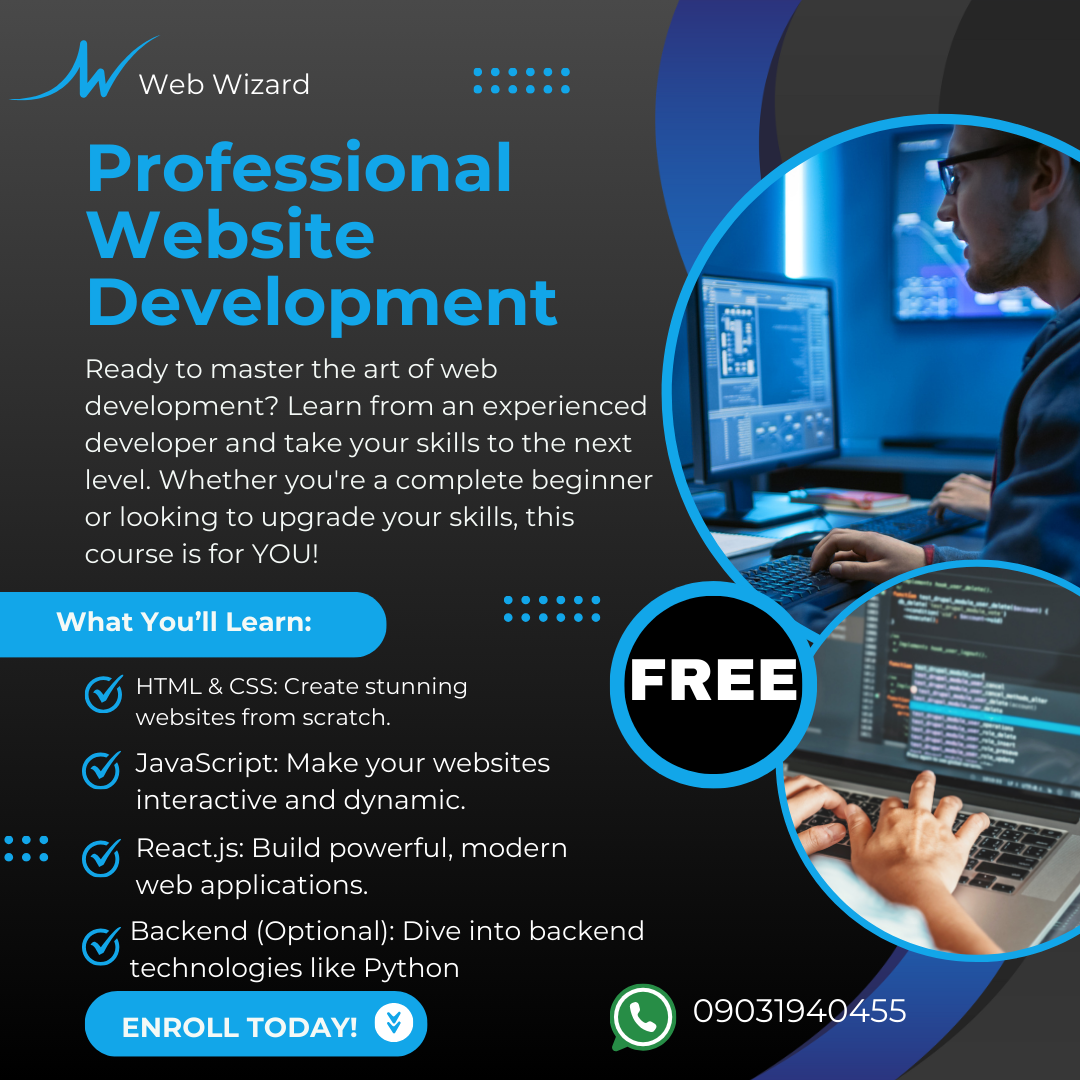 Web Wizard
Professional
Website
Development
Ready to master the art of web
development? Learn from an experienced
developer and take your skills to the next
level. Whether you're a complete beginner
or looking to upgrade your skills, this
course is for YOU!
What You’ll Learn:
FREE
HTML & CSS: Create stunning
websites from scratch.
JavaScript: Make your websites
interactive and dynamic.
React.js: Build powerful, modern
web applications.
Backend (Optional): Dive into backend
technologies like Python
ENROLL TODAY!
09031940455